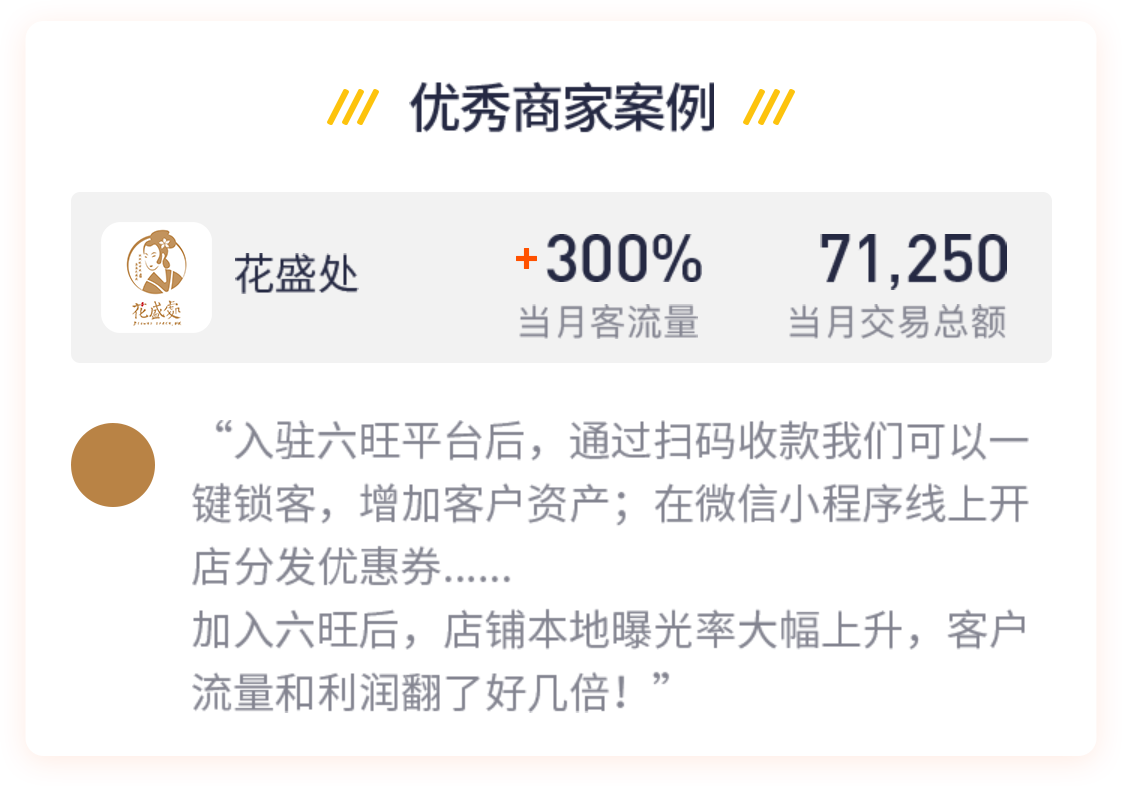 优秀商家案例
花盛處
花盛处
+300%
当月客流量
71,250
当月交易总额
“入驻六旺平台后，通过扫码收款我们可以一
键锁客，增加客户资产；在微信小程序线上开
店分发优惠券......
加入六旺后，店铺本地曝光率大幅上升，客户
流量和利润翻了好几倍！”